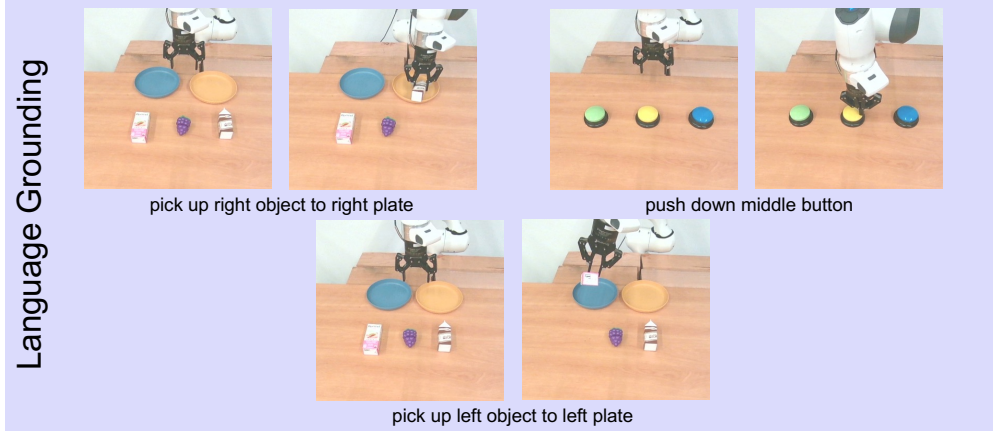 Language Grounding
pick up right object to right plate
push down middle button
pick up left object to left plate